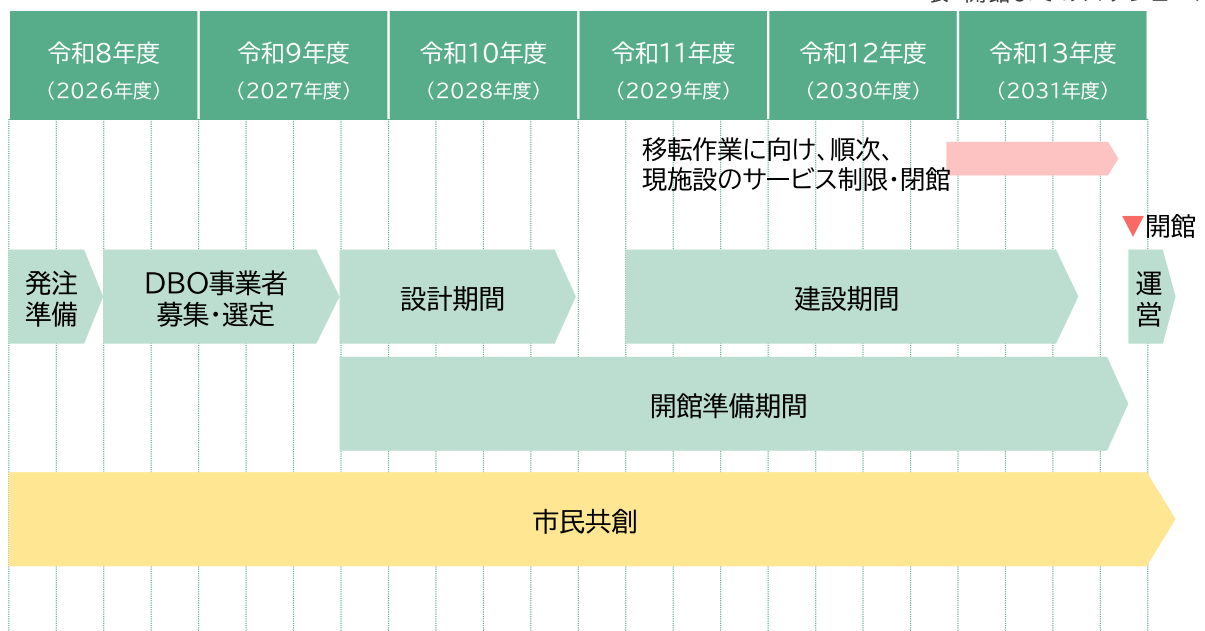 令和8年度
(2026年度)
令和9年度
(2027年度)
令和10年度
(2028年度)
令和11年度
(2029年度)
令和12年度
(2030年度)
令和13年度
(2031年度)
移転作業に向け、順次、
現施設のサービス制限・閉館
▼開館
発注
準備
DBO事業者
募集・選定
設計期間
建設期間
運
営
開館準備期間
市民共創